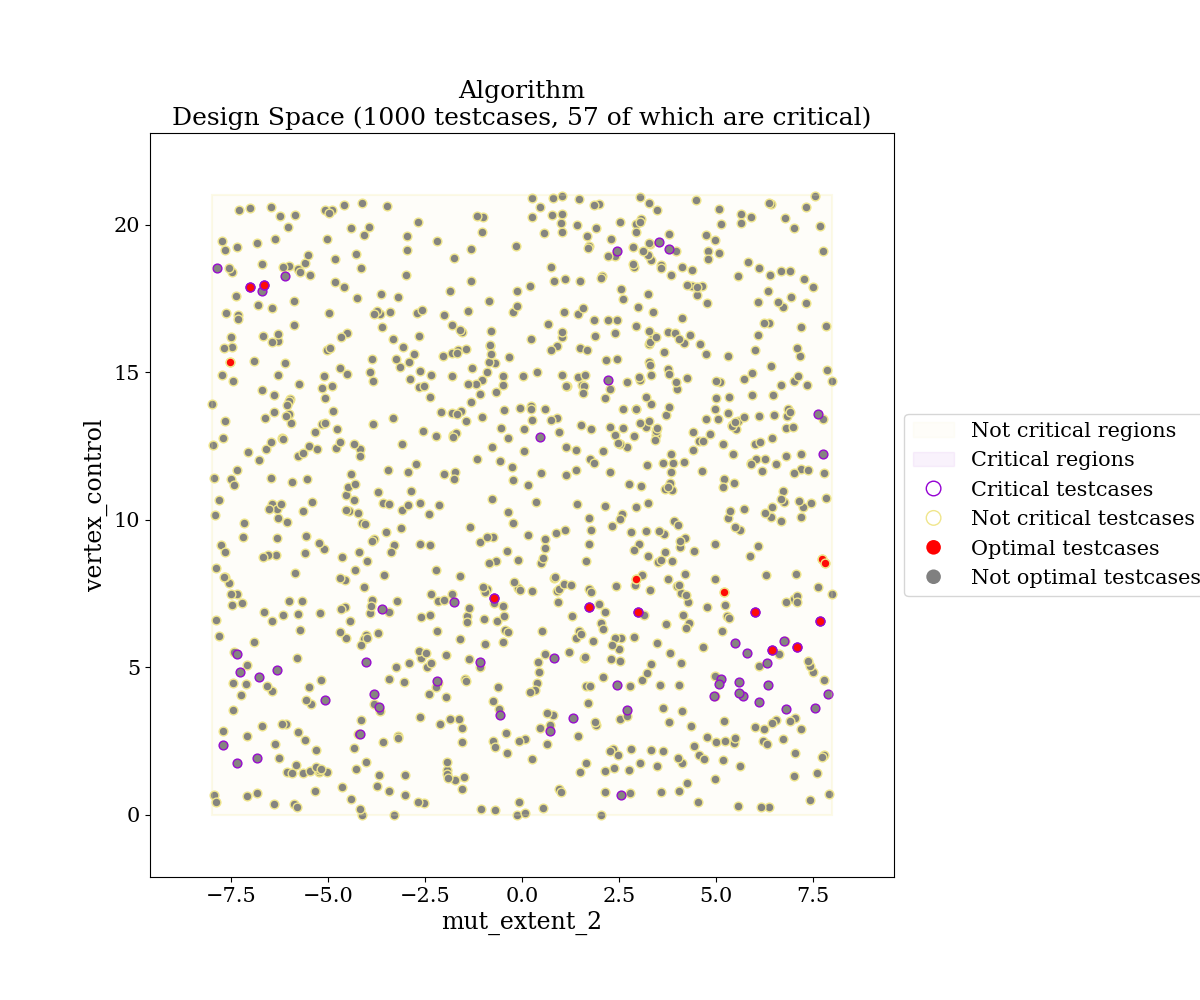 Algorithm
Design Space (1000 testcases, 57 of which are critical)
vertex_control
20
15
10
5
0
−7.5
−5.0
−2.5
0.0
2.5
5.0
7.5
mut_extent_2
Not critical regions
Critical regions
Critical testcases
Not critical testcases
Optimal testcases
Not optimal testcases